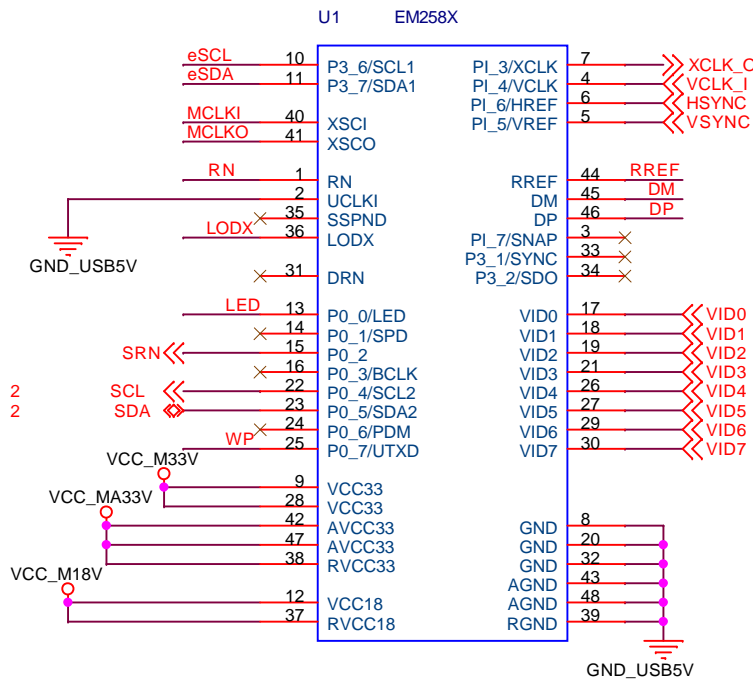 U1 EM258X
eSCL 10 P3_6/SCL1 PI_3/XCLK 7 XCLK_O
eSDA 11 P3_7/SDA1 PI_4/VCLK 4 VCLK_I
PI_6/HREF 6 HSYNC
MCLKI 40 XSCI PI_5/VREF 5 VSYNC
MCLKO 41 XSCO
RN 1 RN RREF 44 RREF
2 UCLKI DM 45 DM
35 SSPND DP 46 DP
LODX 36 LODX PI_7/SNAP 3
P3_1/SYNC 33
GND_USB5V 31 DRN P3_2/SDO 34
LED 13 P0_0/LED VID0 17 VID0
14 P0_1/SPD VID1 18 VID1
SRN 15 P0_2 VID2 19 VID2
16 P0_3/BCLK VID3 21 VID3
2 SCL 22 P0_4/SCL2 VID4 26 VID4
2 SDA 23 P0_5/SDA2 VID5 27 VID5
24 P0_6/PDM VID6 29 VID6
WP 25 P0_7/UTXD VID7 30 VID7
VCC_M33V
9 VCC33
VCC_MA33V 28 VCC33
42 AVCC33 GND 8
47 AVCC33 GND 20
38 RVCC33 GND 32
VCC_M18V AGND 43
12 VCC18 AGND 48
37 RVCC18 RGND 39
GND_USB5V